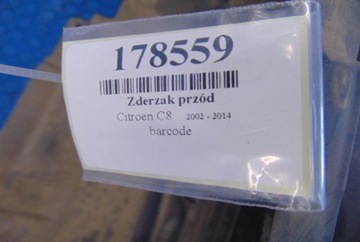 178559
Zderzak przód
Citroen C8 2002 - 2014
barcode